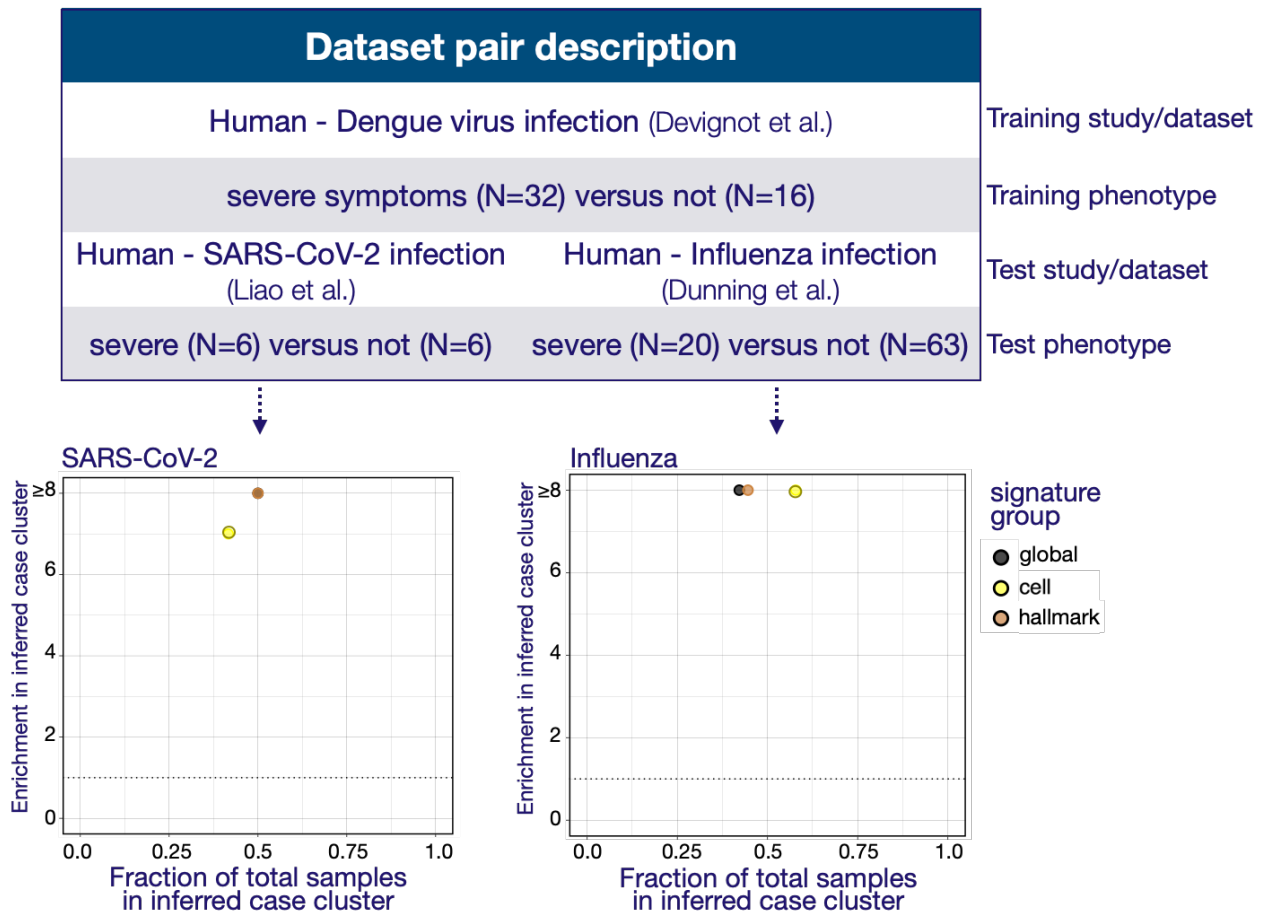 Dataset pair description
Human - Dengue virus infection (Devignot et al.)
Training study/dataset
severe symptoms (N=32) versus not (N=16)
Training phenotype
Human - SARS-CoV-2 infection
(Liao et al.)
Human - Influenza infection
(Dunning et al.)
Test study/dataset
severe (N=6) versus not (N=6)
severe (N=20) versus not (N=63)
Test phenotype
SARS-CoV-2
Enrichment in inferred case cluster
≥8
6
4
2
0
0.0 0.25 0.5 0.75 1.0
Fraction of total samples
in inferred case cluster
Influenza
Enrichment in inferred case cluster
≥8
6
4
2
0
0.0 0.25 0.5 0.75 1.0
Fraction of total samples
in inferred case cluster
signature
group
global
cell
hallmark